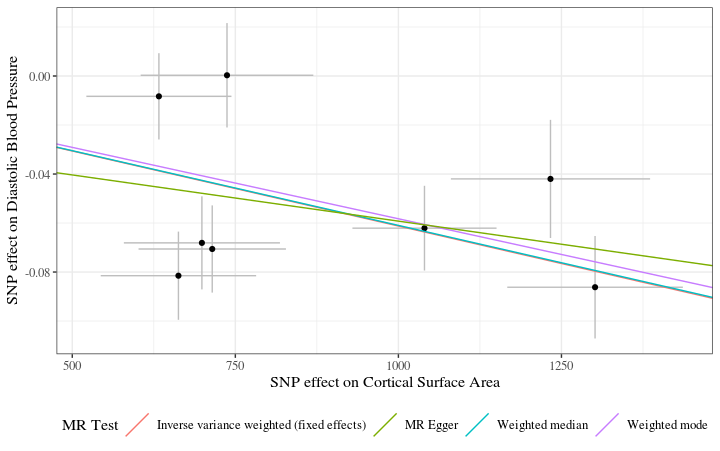 SNP effect on Diastolic Blood Pressure
0.00
-0.04
-0.08
500
750
1000
1250
SNP effect on Cortical Surface Area
MR Test
Inverse variance weighted (fixed effects)
MR Egger
Weighted median
Weighted mode